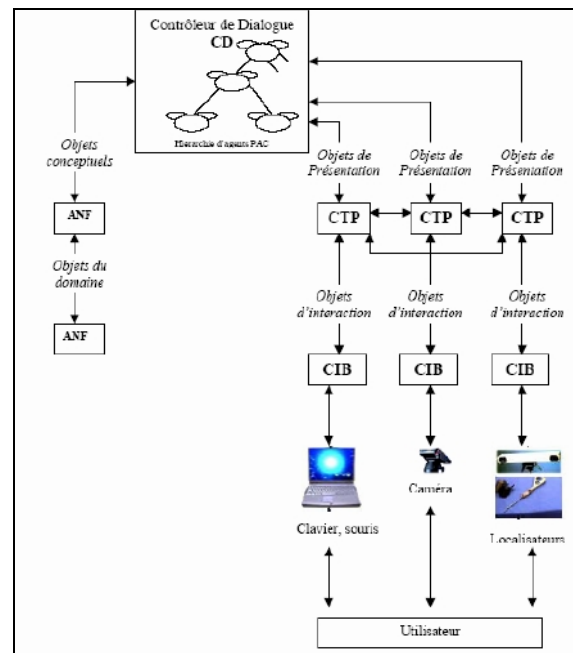 Contrôleur de Dialogue
CD
Hiérarchie d'agents PAC
Objets
conceptuels
Objets de
Présentation
Objets de
Présentation
Objets de
Présentation
ANF
CTP
CTP
CTP
Objets du
domaine
Objets
d'interaction
Objets
d'interaction
Objets
d'interaction
ANF
CIB
CIB
CIB
Clavier, souris
Caméra
Localisateurs
Utilisateur